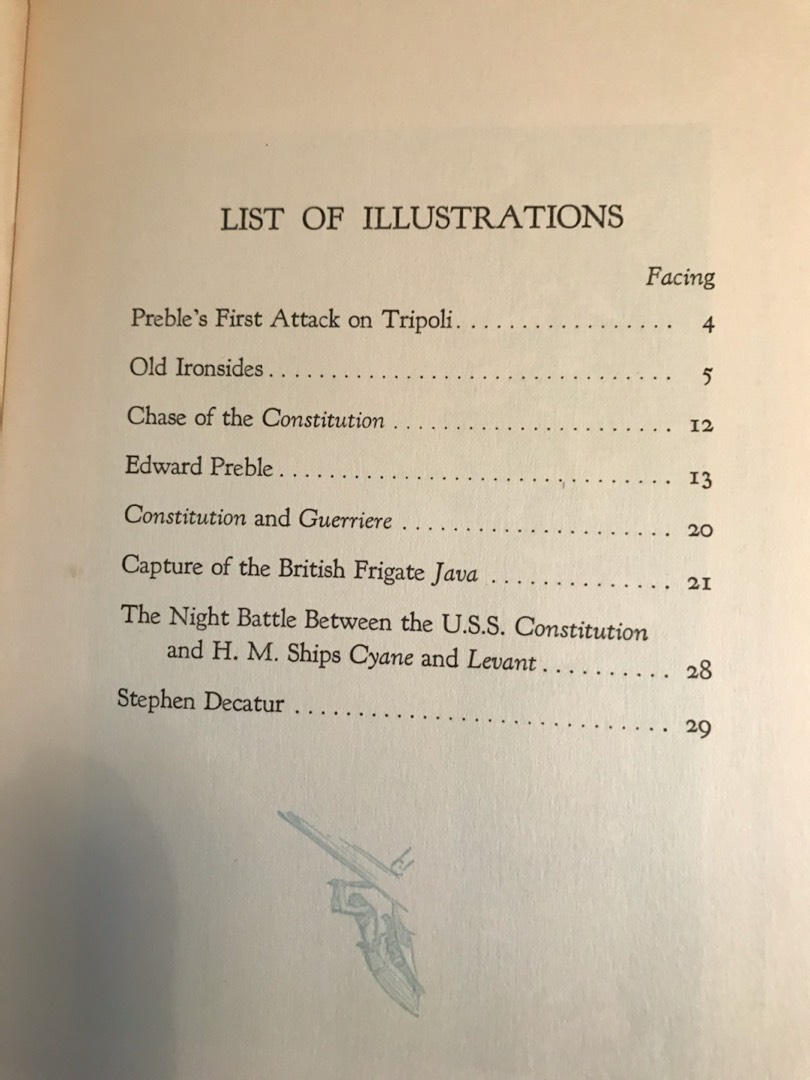 LIST OF ILLUSTRATIONS
Facing
Preble's First Attack on Tripoli. . . . . . . . . . . . . . . . . 4
Old Ironsides . . . . . . . . . . . . . . . . . . . . . . . . . . . . . . . 5
Chase of the Constitution . . . . . . . . . . . . . . . . . . . . . . 12
Edward Preble . . . . . . . . . . . . . . . . . . . . . . . . . . . . . . 13
Constitution and Guerriere . . . . . . . . . . . . . . . . . . . . . 20
Capture of the British Frigate Java . . . . . . . . . . . . . . 21
The Night Battle Between the U.S.S. Constitution
and H. M. Ships Cyane and Levant . . . . . . . . . . 28
Stephen Decatur . . . . . . . . . . . . . . . . . . . . . . . . . . . . . 29